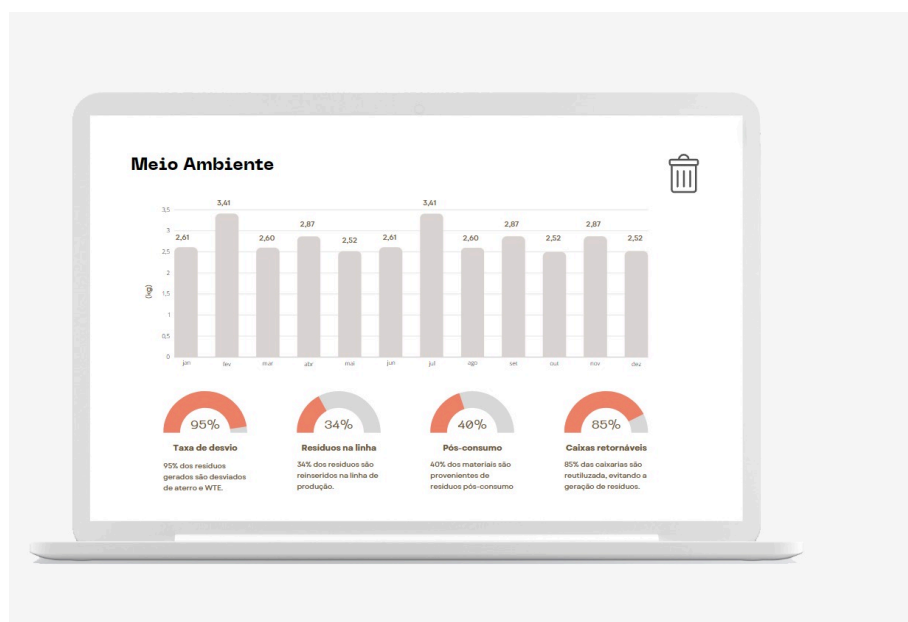 Meio Ambiente
3,41 3,41
3,5
2,87 2,87 2,87
3
2,61 2,60 2,52 2,61 2,60 2,52 2,52
2,5
2
(kg)
1,5
1
0,5
0
jan fev mar abr mai jun jul ago set out nov dez
95% 34% 40% 85%
Taxa de desvio
95% dos resíduos
gerados são desviados
de aterro e WTE.
Resíduos na linha
34% dos resíduos são
reinseridos na linha de
produção.
Pós-consumo
40% dos materiais são
provenientes de
resíduos pós-consumo
Caixas retornáveis
85% das caixarias são
reutiluzada, evitando a
geração de resíduos.